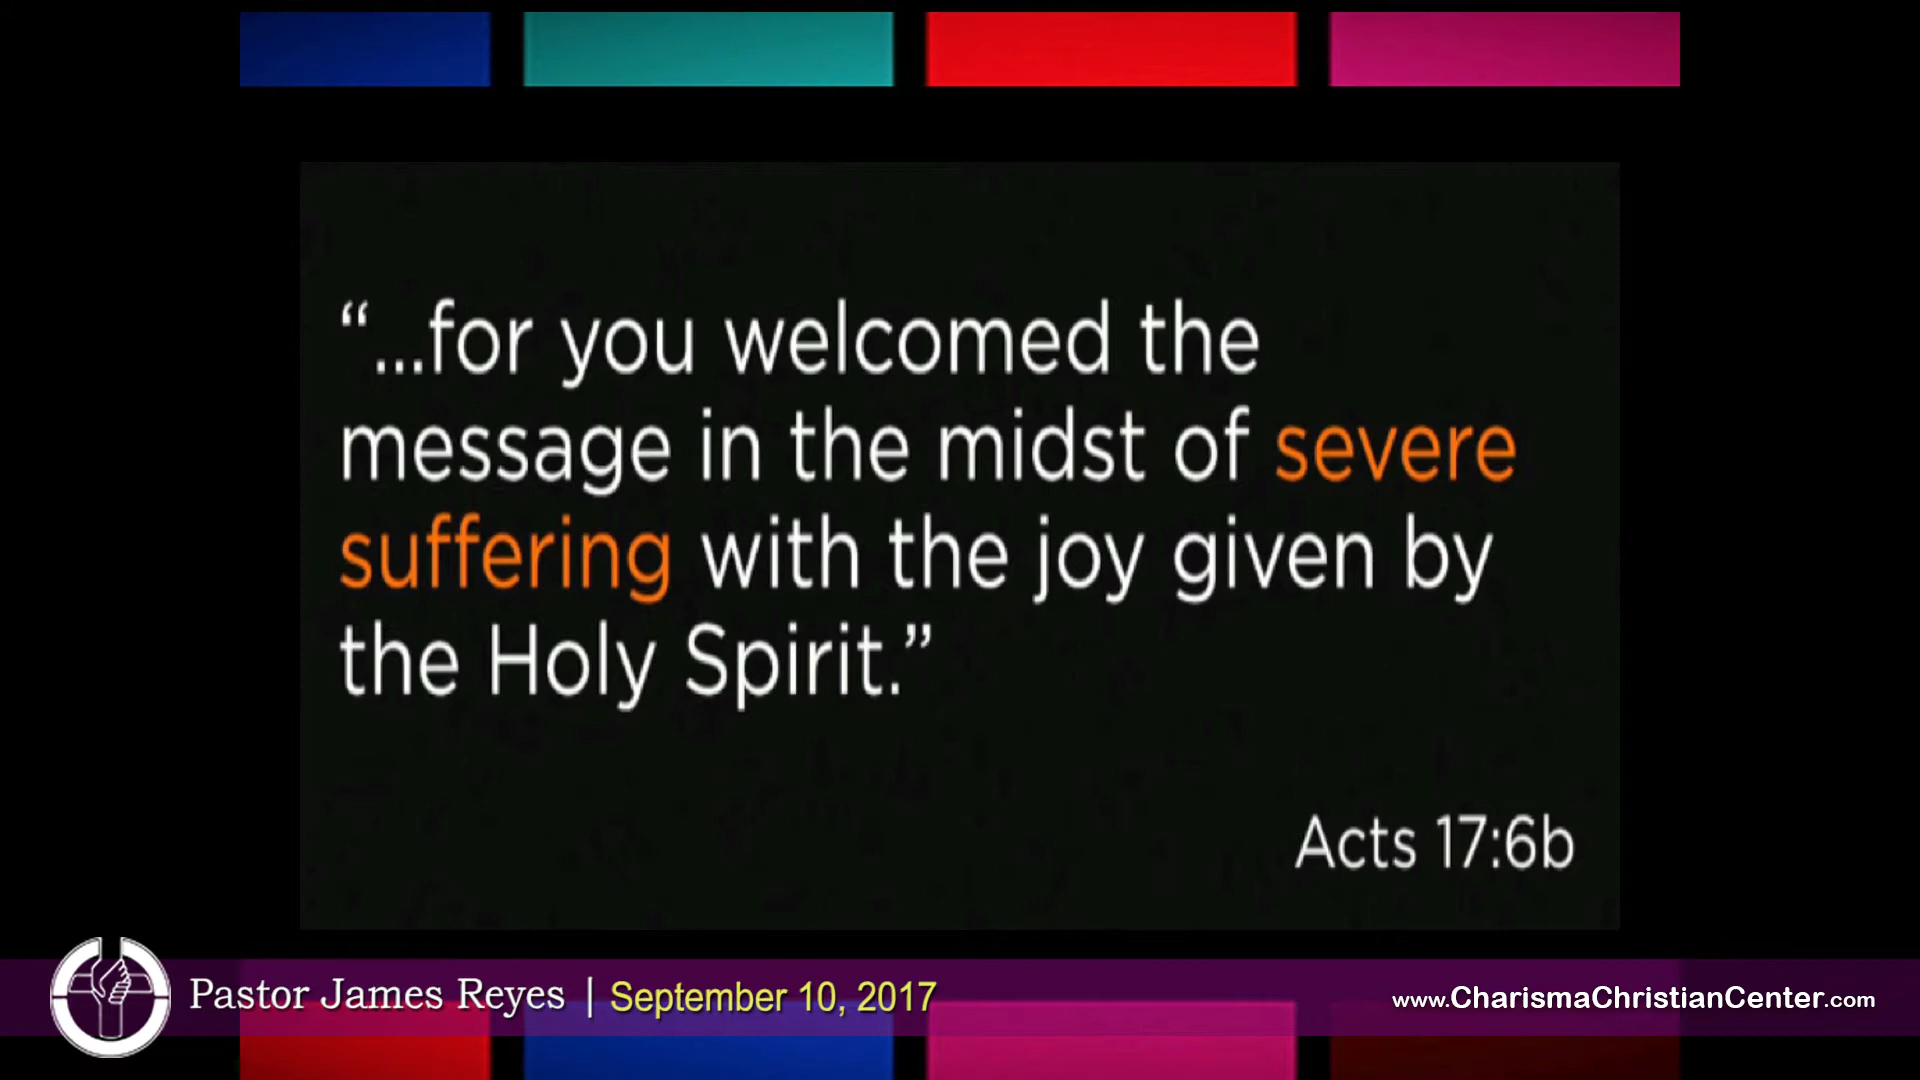 “...for you welcomed the
message in the midst of severe
suffering with the joy given by
the Holy Spirit.”
Acts 17:6b
Pastor James Reyes | September 10, 2017
www.CharismaChristianCenter.com